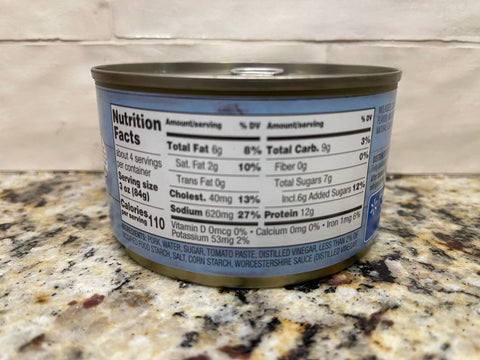 Nutrition
Facts
about 4 servings
per container
Serving size
3 oz (84g)
Calories
per serving 110
Amount/serving % DV
Total Fat 6g 8%
Sat. Fat 2g 10%
Trans Fat 0g
Cholest. 40mg 13%
Sodium 620mg 27%
Amount/serving % DV
Total Carb. 9g 3%
Fiber 0g 0%
Total Sugars 7g
Incl.6g Added Sugars 12%
Protein 12g
Vitamin D 0mcg 0% • Calcium 0mg 0% • Iron 1mg 6%
Potassium 53mg 2%
INGREDIENTS: PORK, WATER, SUGAR, TOMATO PASTE, DISTILLED VINEGAR, LESS THAN 2% OF
FOOD STARCH, SALT, CORN STARCH, WORCESTERSHIRE SAUCE (DISTILLED